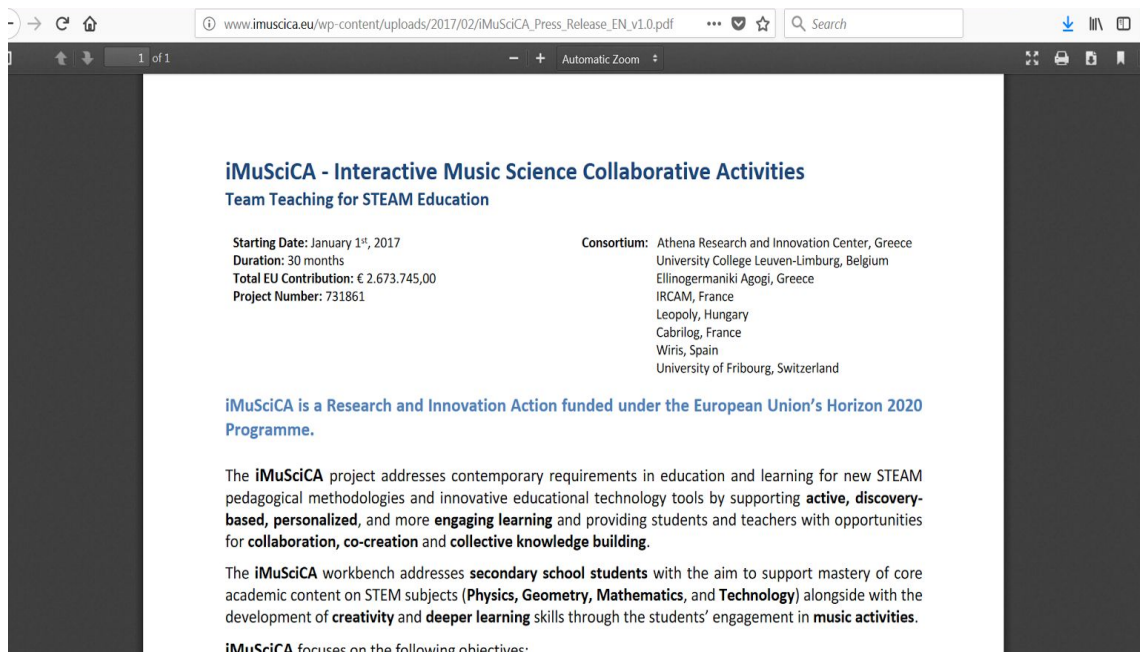 www.imuscica.eu/wp-content/uploads/2017/02/iMuSciCA_Press_Release_EN_v1.0.pdf
Search
1 of 1
Automatic Zoom
iMuSciCA - Interactive Music Science Collaborative Activities
Team Teaching for STEAM Education
Starting Date: January 1st, 2017
Duration: 30 months
Total EU Contribution: € 2.673.745,00
Project Number: 731861
Consortium: Athena Research and Innovation Center, Greece
University College Leuven-Limburg, Belgium
Ellinogermaniki Agogi, Greece
IRCAM, France
Leopoly, Hungary
Cabrilog, France
Wiris, Spain
University of Fribourg, Switzerland
iMuSciCA is a Research and Innovation Action funded under the European Union’s Horizon 2020
Programme.
The iMuSciCA project addresses contemporary requirements in education and learning for new STEAM
pedagogical methodologies and innovative educational technology tools by supporting active, discovery-
based, personalized, and more engaging learning and providing students and teachers with opportunities
for collaboration, co-creation and collective knowledge building.
The iMuSciCA workbench addresses secondary school students with the aim to support mastery of core
academic content on STEM subjects (Physics, Geometry, Mathematics, and Technology) alongside with the
development of creativity and deeper learning skills through the students’ engagement in music activities.
iMuSciCA focuses on the following objectives: